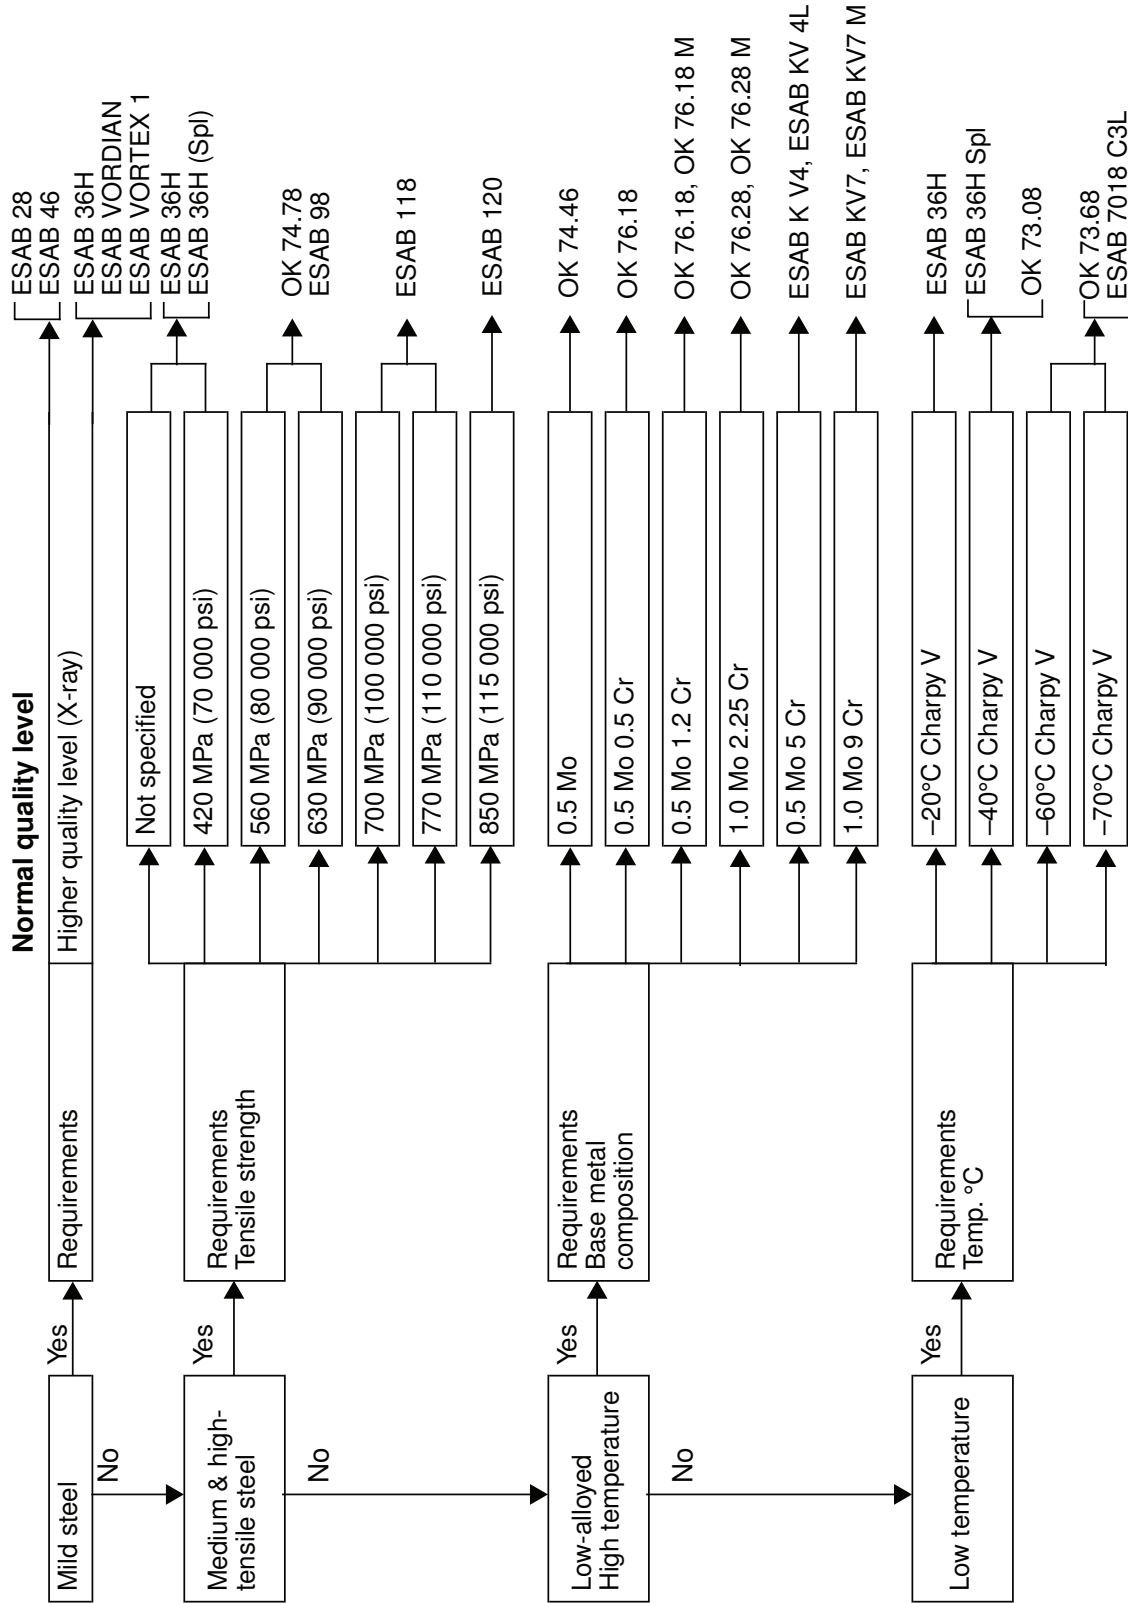 Normal quality level
Mild steel
Yes
Requirements
Higher quality level (X-ray)
ESAB 28
ESAB 46
ESAB 36H
ESAB VORDIAN
ESAB VORTEX 1
No
Medium & high-
tensile steel
Yes
Requirements
Tensile strength
Not specified
420 MPa (70 000 psi)
ESAB 36H
ESAB 36H (Spl)
560 MPa (80 000 psi)
630 MPa (90 000 psi)
OK 74.78
ESAB 98
700 MPa (100 000 psi)
770 MPa (110 000 psi)
ESAB 118
850 MPa (115 000 psi)
ESAB 120
No
Low-alloyed
High temperature
Yes
Requirements
Base metal
composition
0.5 Mo
OK 74.46
0.5 Mo 0.5 Cr
OK 76.18
0.5 Mo 1.2 Cr
OK 76.18, OK 76.18 M
1.0 Mo 2.25 Cr
OK 76.28, OK 76.28 M
0.5 Mo 5 Cr
ESAB K V4, ESAB KV 4L
1.0 Mo 9 Cr
ESAB KV7, ESAB KV7 M
No
Low temperature
Yes
Requirements
Temp. °C
–20°C Charpy V
ESAB 36H
–40°C Charpy V
ESAB 36H Spl
OK 73.08
–60°C Charpy V
–70°C Charpy V
OK 73.68
ESAB 7018 C3L